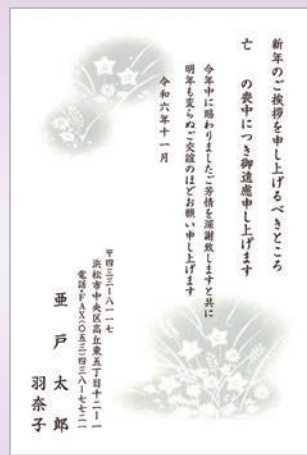 新年のご挨拶を申し上げるべきところ
亡　の喪中につき御遠慮申し上げます
今年中に賜わりましたご芳情を深謝致しますと共に
明年も変らぬご交誼のほどお願い申し上げます
令和六年十一月
〒四三三-八一一七
浜松市中央区高丘東五丁目十二-一
電話・FAX(〇五三)四三八-七七二一
亜戸太郎
羽奈子